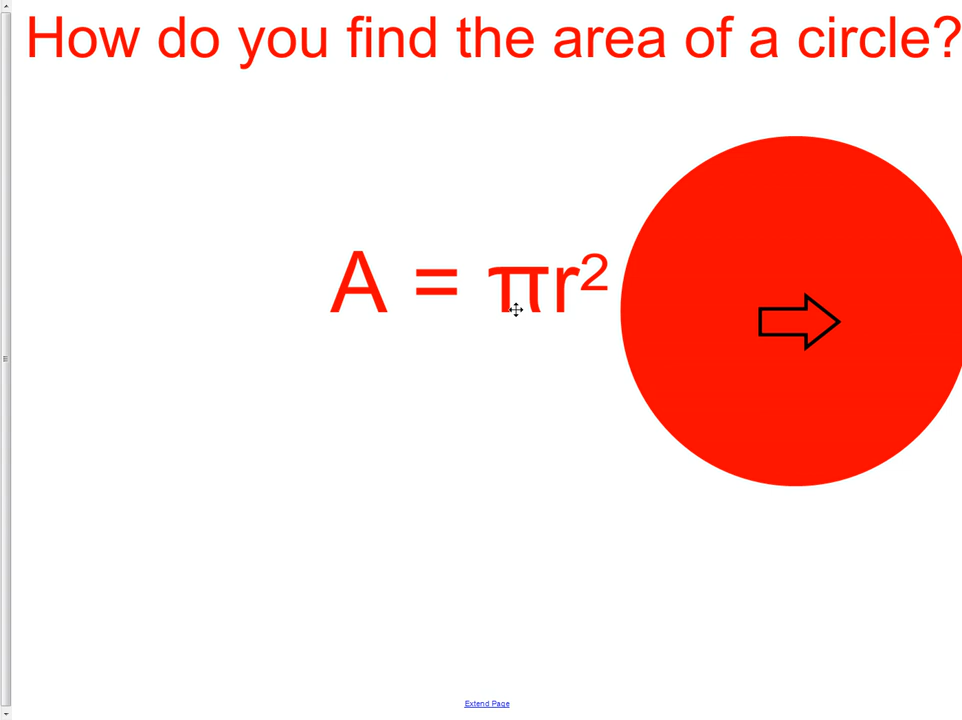 How do you find the area of a circle?
A = πr²
Extend Page